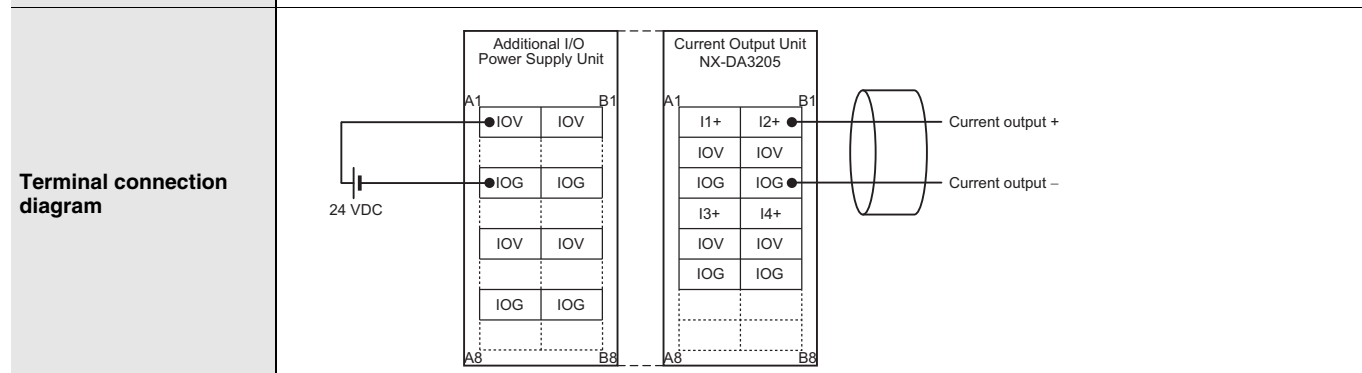 Terminal connection
diagram
24 VDC
Additional I/O
Power Supply Unit
A1 B1
IOV IOV
IOG IOG
IOV IOV
IOG IOG
A8 B8
Current Output Unit
NX-DA3205
A1 B1
I1+ I2+
IOV IOV
IOG IOG
I3+ I4+
IOV IOV
IOG IOG
A8 B8
Current output +
Current output –